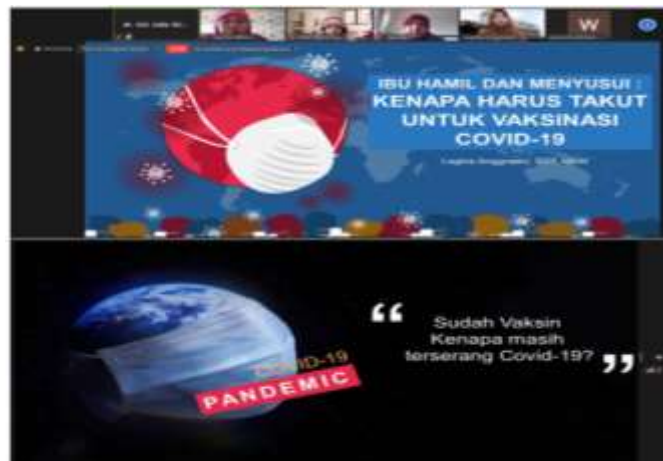 W
IBU HAMIL DAN MENYUSUI :
KENAPA HARUS TAKUT
UNTUK VAKSINASI
COVID-19
COVID-19
PANDEMIC
“ Sudah Vaksin
Kenapa masih
terserang Covid-19? ”